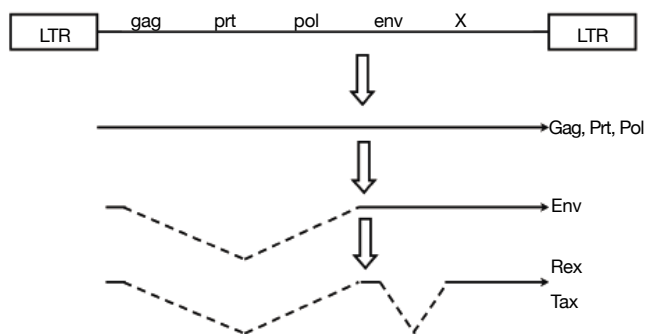 LTR gag prt pol env X LTR
Gag, Prt, Pol
Env
Rex
Tax